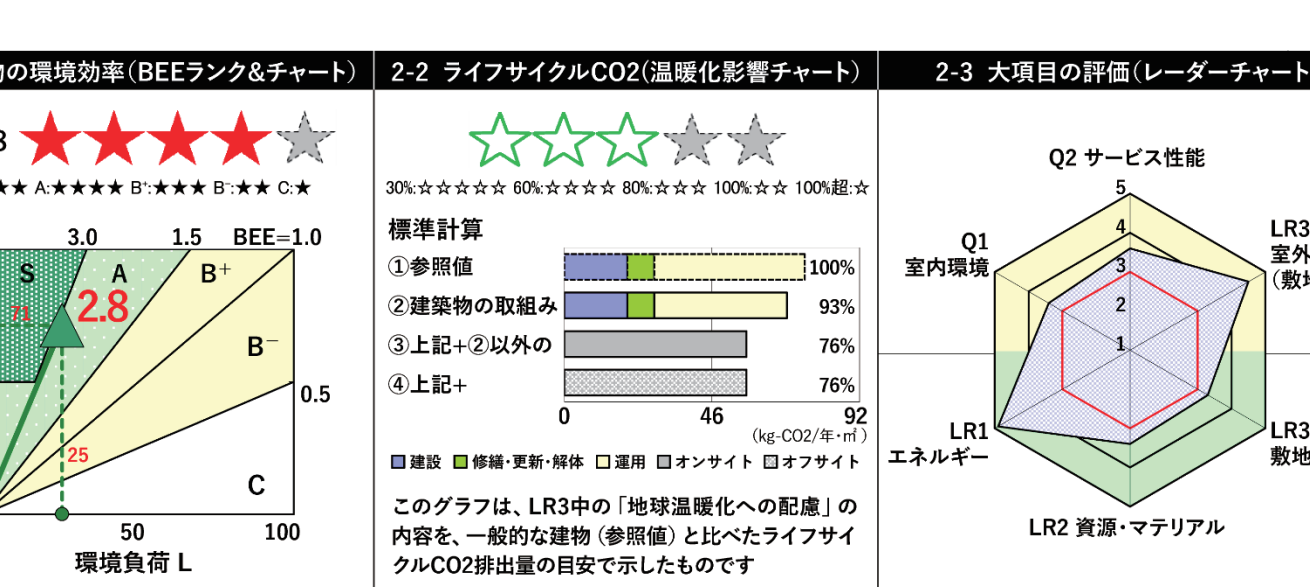 の環境効率（BEEランク&チャート）
★★ A:★★★★ B⁺:★★★ B⁻:★★ C:★
3.0 1.5 BEE=1.0
S A B⁺
2.8
71
B⁻
0.5
25
C
50 100
環境負荷 L
2-2 ライフサイクルCO2(温暖化影響チャート）
30%:☆☆☆☆☆ 60%:☆☆☆☆ 80%:☆☆☆ 100%:☆☆ 100%超:☆
標準計算
①参照値 100%
②建築物の取組み 93%
③上記+②以外の 76%
④上記+ 76%
0 46 92
（kg-CO2/年・㎡）
建設 修繕・更新・解体 運用 オンサイト オフサイト
このグラフは、LR3中の「地球温暖化への配慮」の
内容を、一般的な建物（参照値）と比べたライフサイ
クルCO2排出量の目安で示したものです
2-3 大項目の評価（レーダーチャート
Q2 サービス性能
5
4
3
2
1
Q1
室内環境
LR3
室外
（敷地
LR1
エネルギー
LR3
敷地
LR2 資源・マテリアル